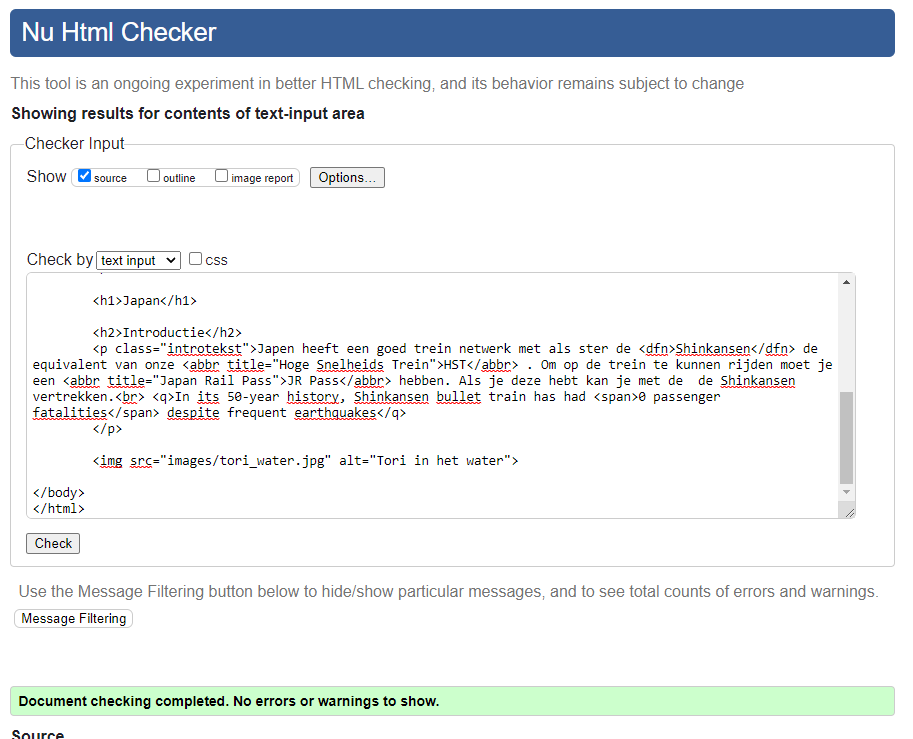 Nu Html Checker
This tool is an ongoing experiment in better HTML checking, and its behavior remains subject to change
Showing results for contents of text-input area
Checker Input
Show source outline image report Options...
Check by text input css
<h1>Japan</h1>
<h2>Introductie</h2>
<p class="introtekst">Japen heeft een goed trein netwerk met als ster de <dfn>Shinkansen</dfn> de
equivalent van onze <abbr title="Hoge Snelheids Trein">HST</abbr> . Om op de trein te kunnen rijden moet je
een <abbr title="Japan Rail Pass">JR Pass</abbr> hebben. Als je deze hebt kan je met de  de Shinkansen
vertrekken.<br> <q>In its 50-year history, Shinkansen bullet train has had <span>0 passenger
fatalities</span> despite frequent earthquakes</q>
</p>
<img src="images/tori_water.jpg" alt="Tori in het water">
</body>
</html>
Check
Use the Message Filtering button below to hide/show particular messages, and to see total counts of errors and warnings.
Message Filtering
Document checking completed. No errors or warnings to show.
Source